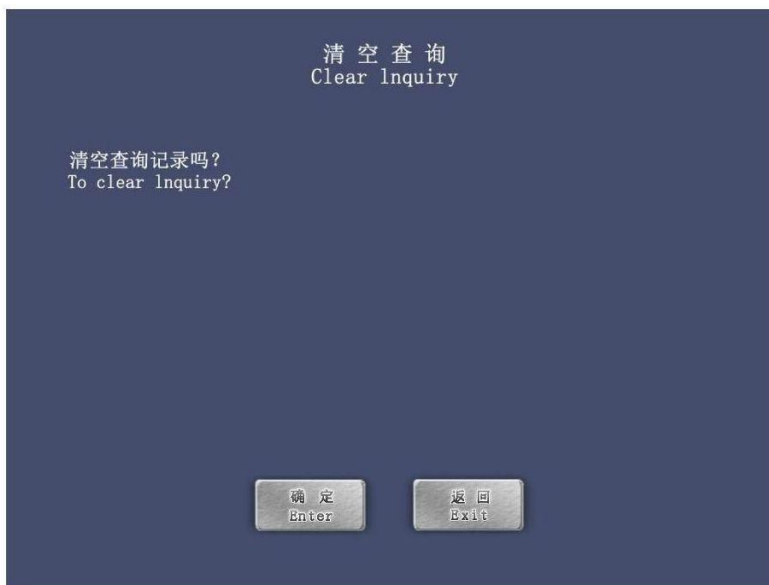 清空查询
Clear lnquiry
清空查询记录吗?
To clear lnquiry?
确 定
Enter
返 回
Exit